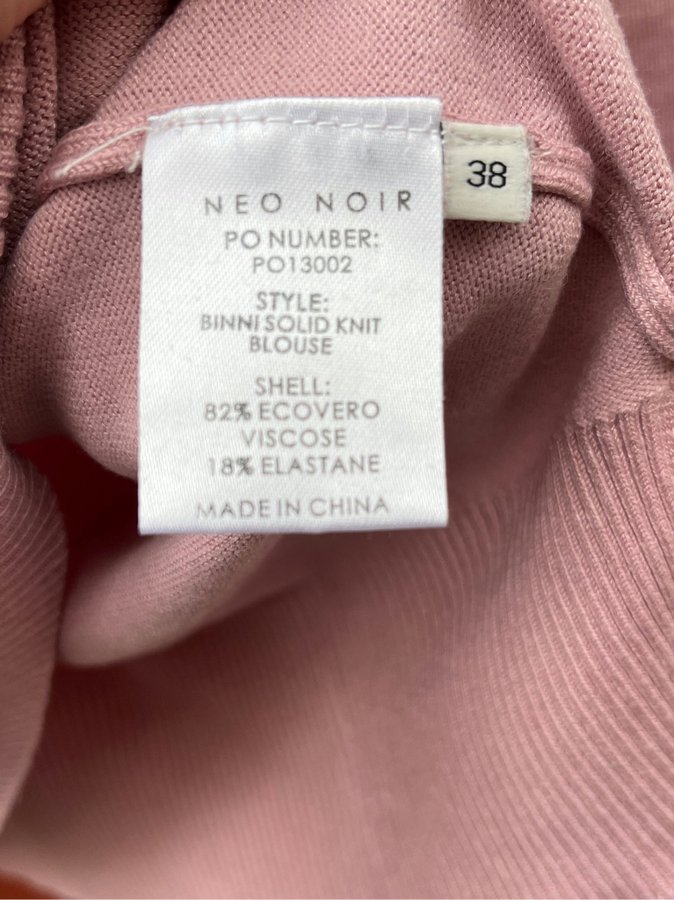 NEO NOIR
38
PO NUMBER:
PO13002
STYLE:
BINNI SOLID KNIT
BLOUSE
SHELL:
82% ECOVERO
VISCOSE
18% ELASTANE
MADE IN CHINA